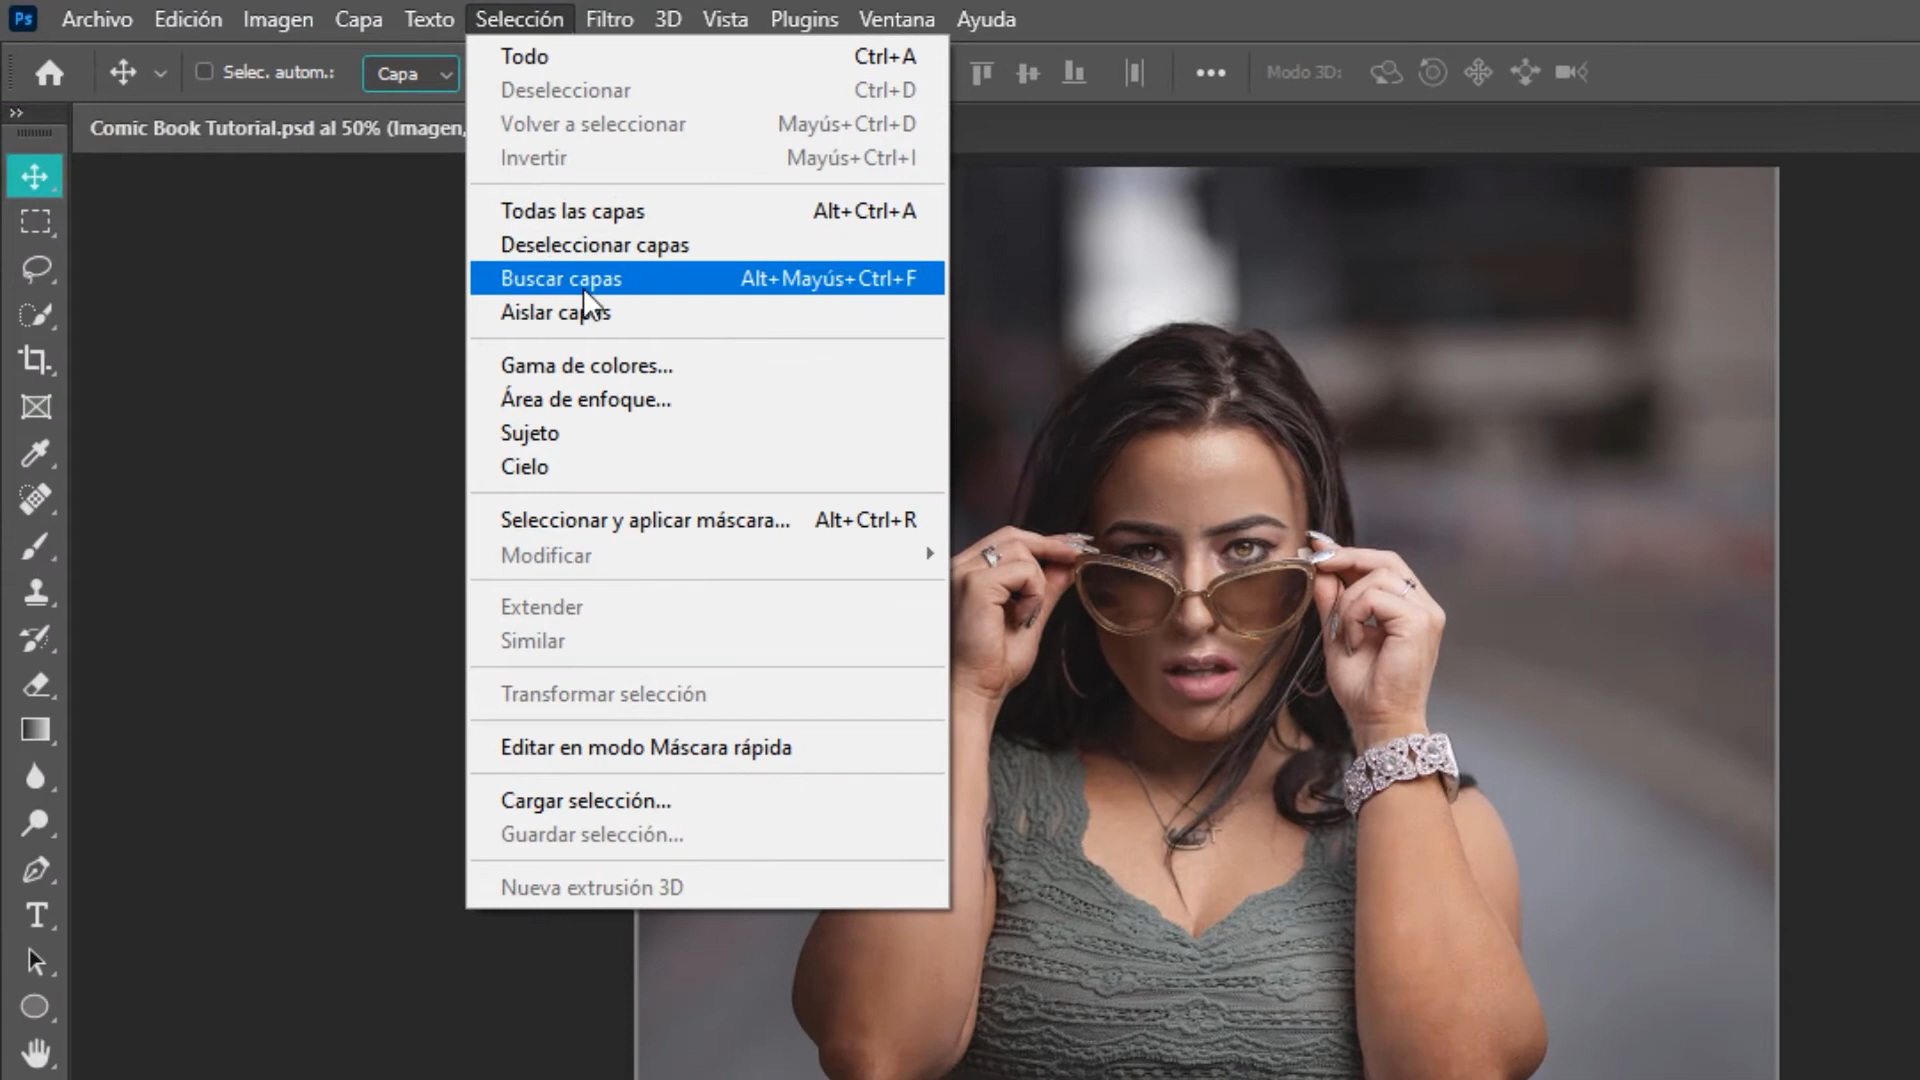 Ps Archivo Edición Imagen Capa Texto Selección Filtro 3D Vista Plugins Ventana Ayuda
Selec. autom.: Capa Modo 3D:
Comic Book Tutorial.psd al 50% (Imagen,
Todo Ctrl+A
Deseleccionar Ctrl+D
Volver a seleccionar Mayús+Ctrl+D
Invertir Mayús+Ctrl+I
Todas las capas Alt+Ctrl+A
Deseleccionar capas
Buscar capas Alt+Mayús+Ctrl+F
Aislar capas
Gama de colores...
Área de enfoque...
Sujeto
Cielo
Seleccionar y aplicar máscara... Alt+Ctrl+R
Modificar
Extender
Similar
Transformar selección
Editar en modo Máscara rápida
Cargar selección...
Guardar selección...
Nueva extrusión 3D